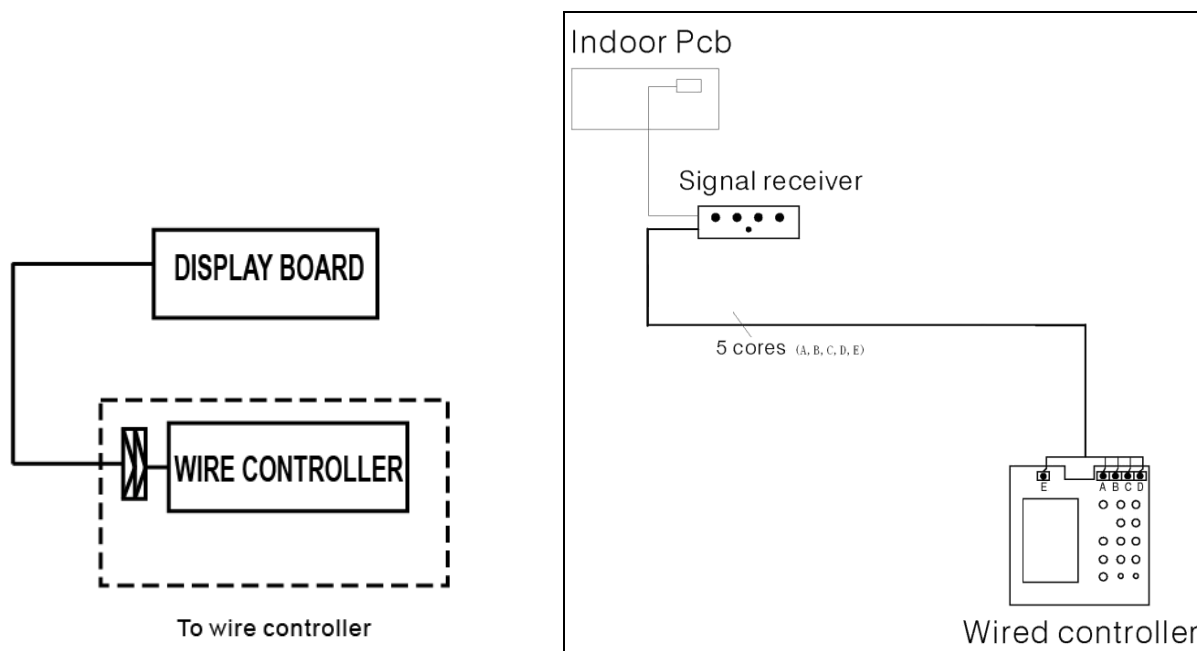 DISPLAY BOARD
WIRE CONTROLLER
To wire controller
Indoor Pcb
Signal receiver
5 cores (A, B, C, D, E)
E A B C D
Wired controller